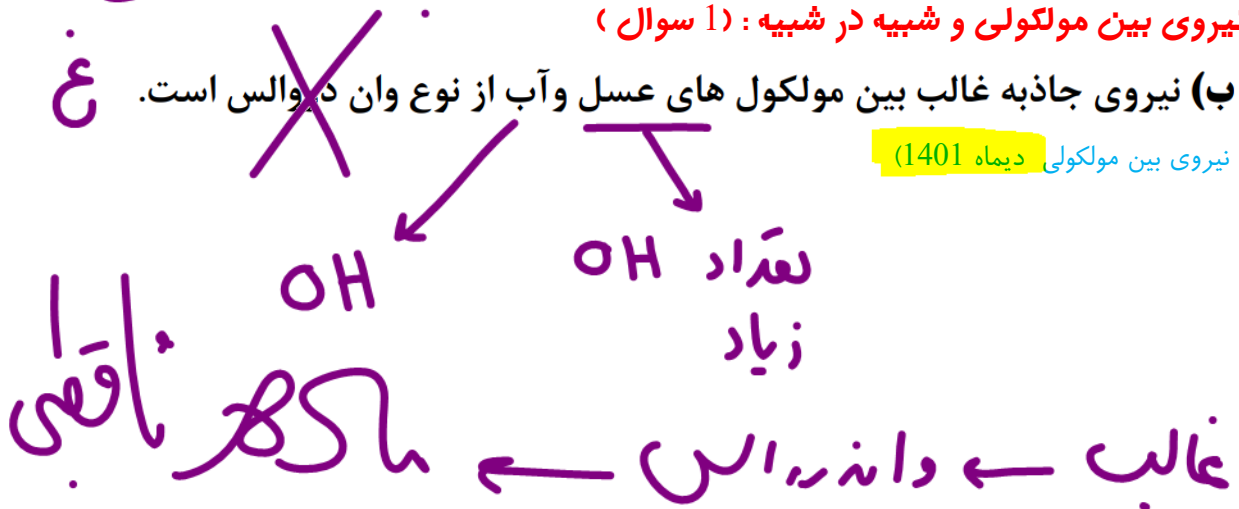 نیروی بین مولکولی و شبیه در شبیه : (1 سوال )
ب) نیروی جاذبه غالب بین مولکول های عسل وآب از نوع وان دروالس است. غ
نیروی بین مولکولی دیماه 1401)
OH تعداد OH
زیاد
غالب ← واندروالس ← ناقطبی